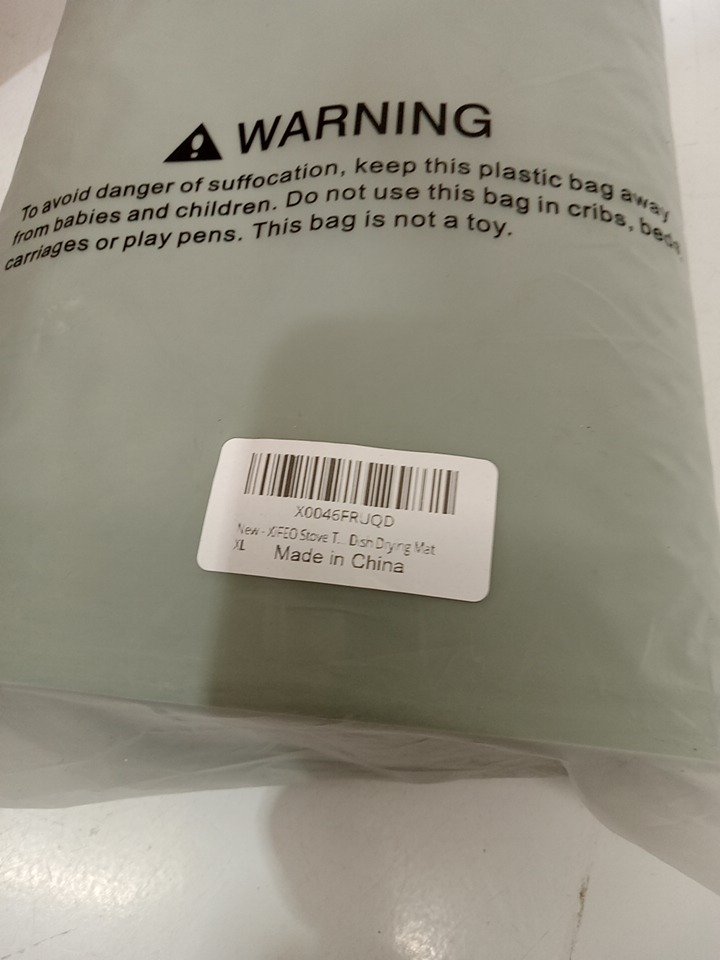 WARNING
To avoid danger of suffocation, keep this plastic bag away
from babies and children. Do not use this bag in cribs, beds,
carriages or play pens. This bag is not a toy.
X0046FRJQD
New - XIFEO Stove T... Dish Drying Mat
XL
Made in China